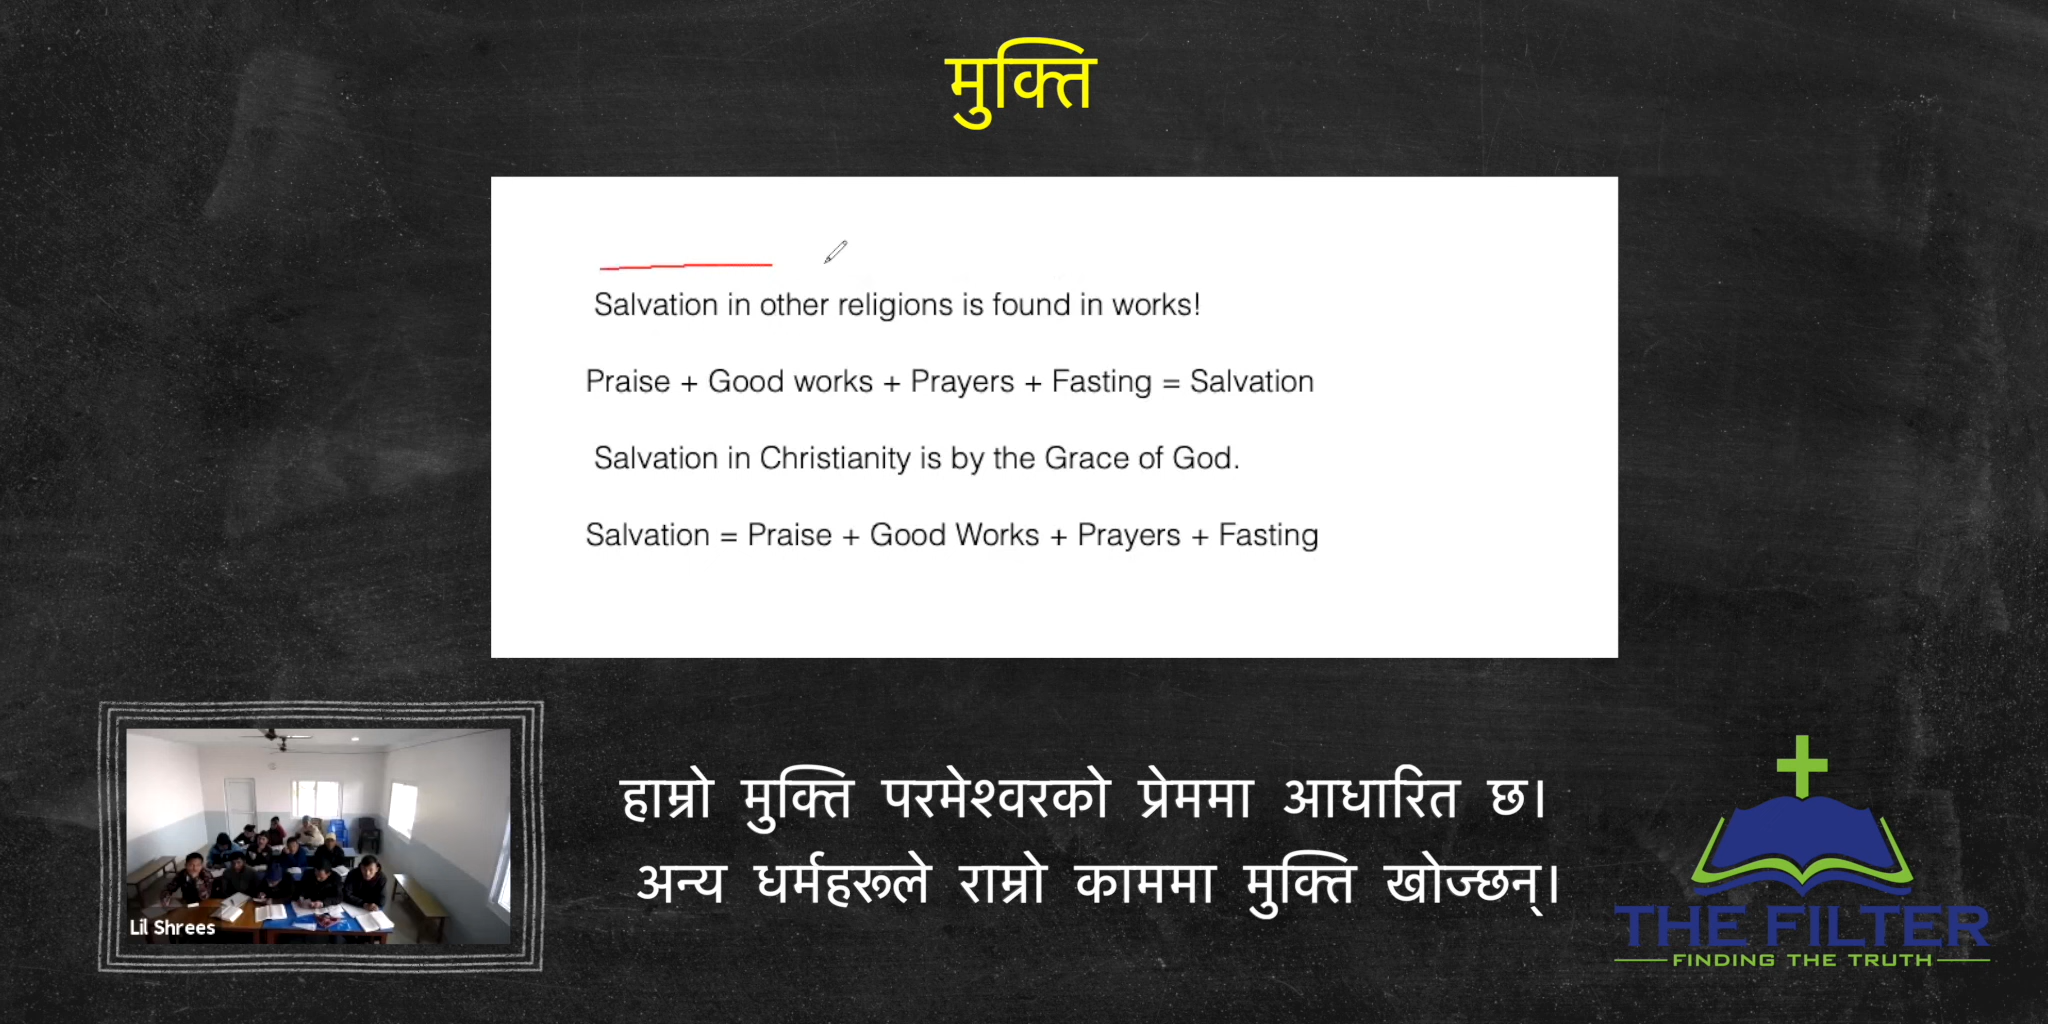 मुक्ति
Salvation in other religions is found in works!
Praise + Good works + Prayers + Fasting = Salvation
Salvation in Christianity is by the Grace of God.
Salvation = Praise + Good Works + Prayers + Fasting
हाम्रो मुक्ति परमेश्वरको प्रेममा आधारित छ।
अन्य धर्महरूले राम्रो काममा मुक्ति खोज्छन्।
Lil Shrees
THE FILTER
FINDING THE TRUTH